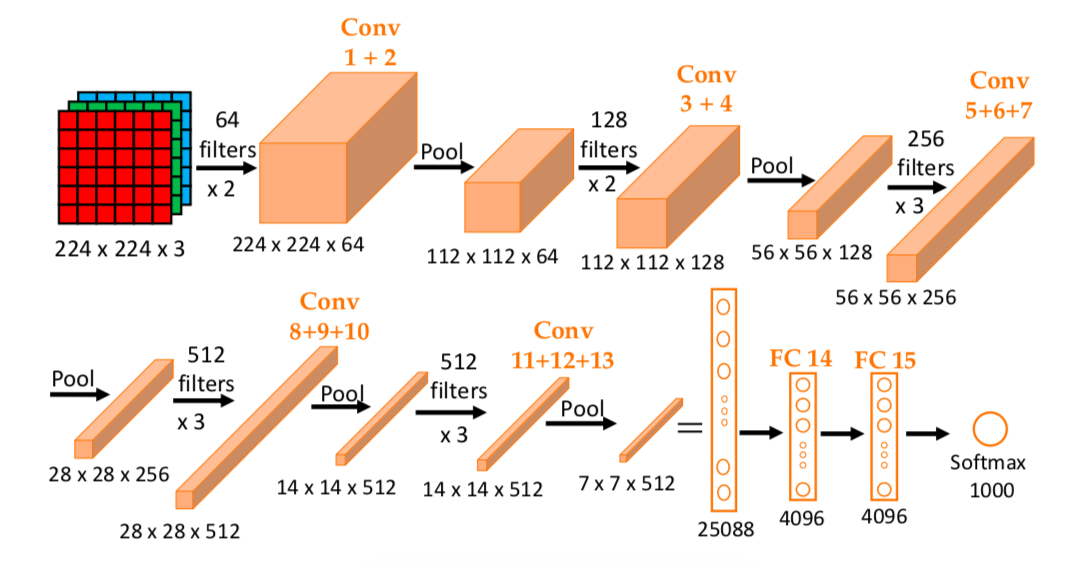 Conv
1 + 2
64
filters
x 2
224 x 224 x 3
224 x 224 x 64
Pool
112 x 112 x 64
128
filters
x 2
Conv
3 + 4
112 x 112 x 128
Pool
56 x 56 x 128
256
filters
x 3
Conv
5+6+7
56 x 56 x 256
Pool
28 x 28 x 256
512
filters
x 3
Conv
8+9+10
28 x 28 x 512
Pool
14 x 14 x 512
512
filters
x 3
Conv
11+12+13
14 x 14 x 512
Pool
7 x 7 x 512
=
25088
FC 14
4096
FC 15
4096
Softmax
1000